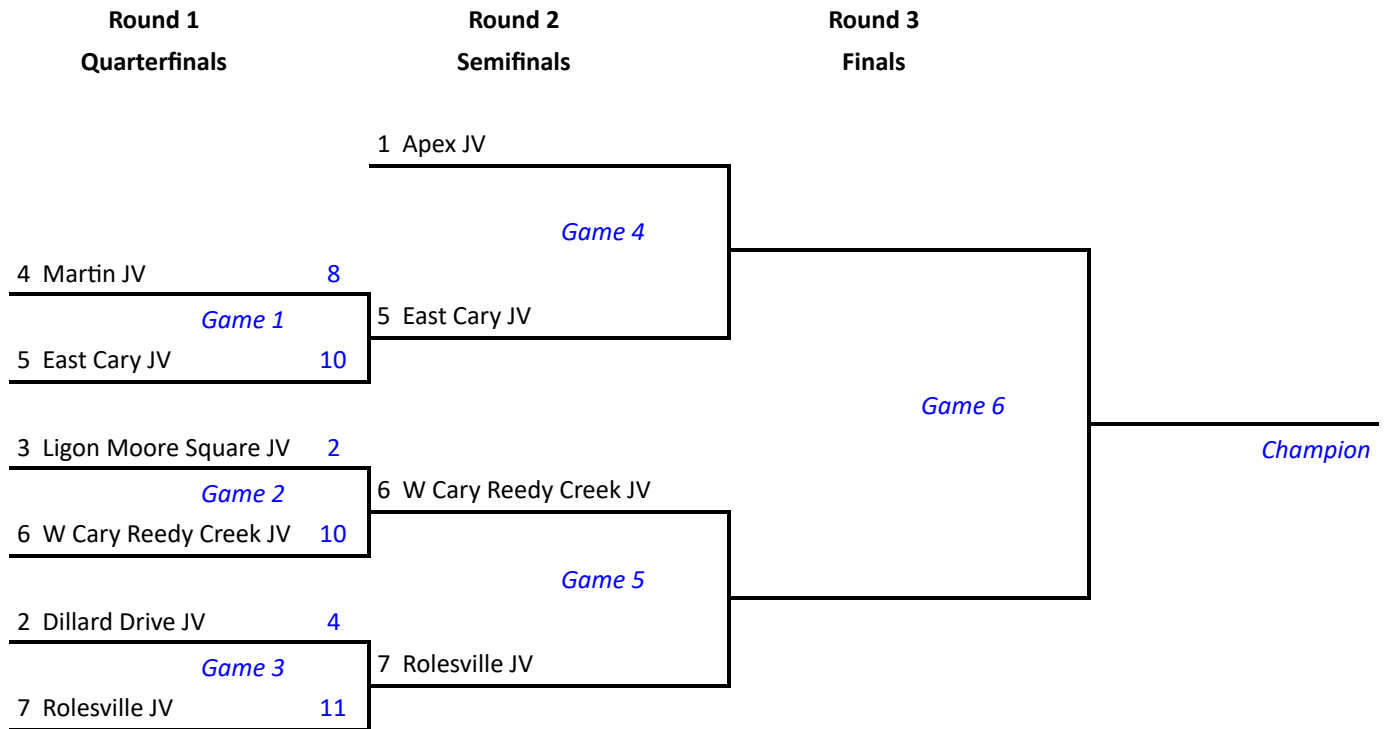 Round 1 Round 2 Round 3
Quarterfinals Semifinals Finals
1 Apex JV
Game 4
4 Martin JV 8
Game 1
5 East Cary JV
5 East Cary JV 10
Game 6
3 Ligon Moore Square JV 2
Champion
Game 2
6 W Cary Reedy Creek JV
6 W Cary Reedy Creek JV 10
Game 5
2 Dillard Drive JV 4
Game 3
7 Rolesville JV
7 Rolesville JV 11